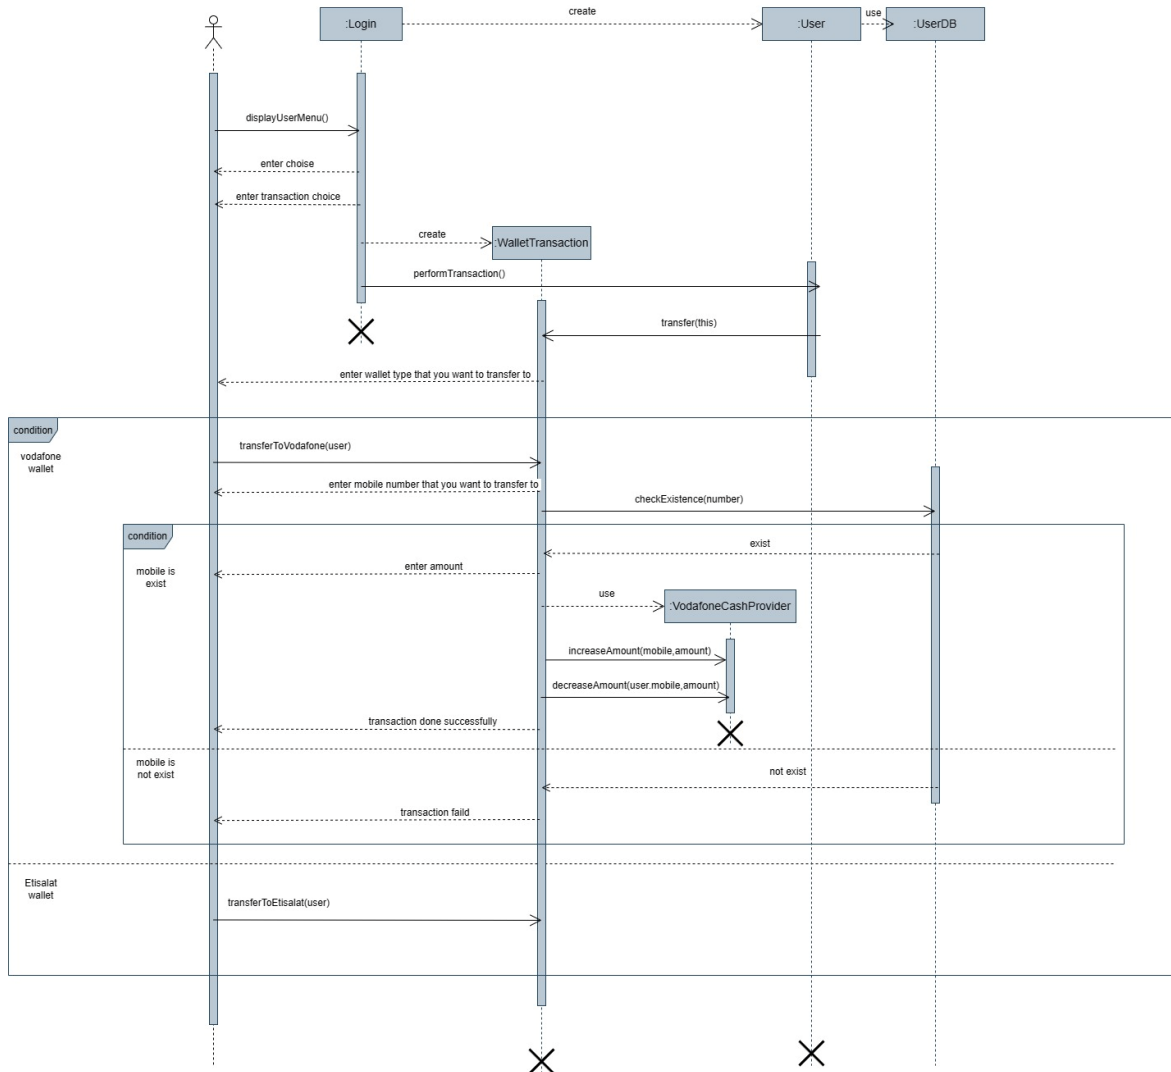 create
:Login
:User
use
:UserDB
displayUserMenu()
enter choise
enter transaction choice
create
:WalletTransaction
performTransaction()
transfer(this)
enter wallet type that you want to transfer to
condition
vodafone
wallet
transferToVodafone(user)
enter mobile number that you want to transfer to
checkExistence(number)
condition
mobile is
exist
exist
enter amount
use
:VodafoneCashProvider
increaseAmount(mobile,amount)
decreaseAmount(user.mobile,amount)
transaction done successfully
mobile is
not exist
not exist
transaction faild
Etisalat
wallet
transferToEtisalat(user)